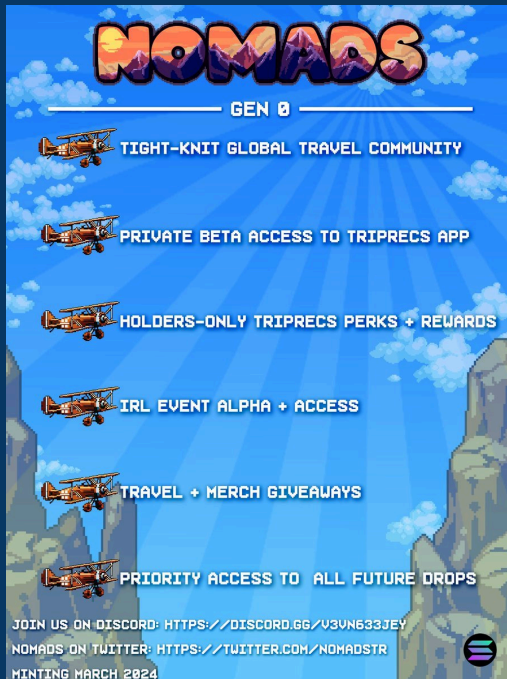 NOMADS
GEN 0
TIGHT-KNIT GLOBAL TRAVEL COMMUNITY
PRIVATE BETA ACCESS TO TRIPRECS APP
HOLDERS-ONLY TRIPRECS PERKS + REWARDS
IRL EVENT ALPHA + ACCESS
TRAVEL + MERCH GIVEAWAYS
PRIORITY ACCESS TO ALL FUTURE DROPS
JOIN US ON DISCORD: HTTPS://DISCORD.GG/V3VN633JEY
NOMADS ON TWITTER: HTTPS://TWITTER.COM/NOMADSTR
MINTING MARCH 2024